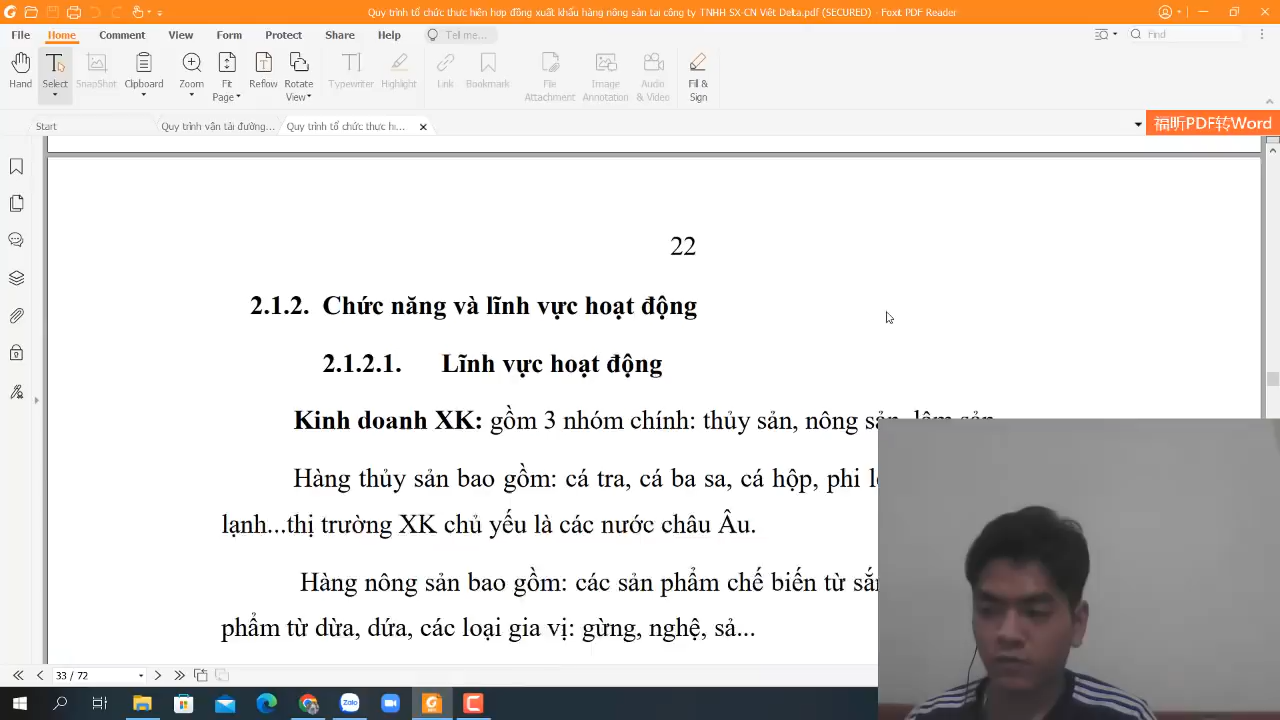 Quy trình tổ chức thực hiện hợp đồng xuất khẩu hàng nông sản tại công ty TNHH SX-CN Việt Delta.pdf (SECURED) - Foxit PDF Reader
File Home Comment View Form Protect Share Help Tell me... Find
Hand Select SnapShot Clipboard Zoom Fit Page Reflow Rotate View Typewriter Highlight Link Bookmark File Attachment Image Annotation Audio & Video Fill & Sign
Start Quy trình vận tải đường... Quy trình tổ chức thực hi... 福昕PDF转Word
22
2.1.2. Chức năng và lĩnh vực hoạt động
2.1.2.1. Lĩnh vực hoạt động
Kinh doanh XK: gồm 3 nhóm chính: thủy sản, nông sản, lâm sản
Hàng thủy sản bao gồm: cá tra, cá ba sa, cá hộp, phi
lạnh...thị trường XK chủ yếu là các nước châu Âu.
Hàng nông sản bao gồm: các sản phẩm chế biến từ sắn
phẩm từ dừa, dứa, các loại gia vị: gừng, nghệ, sả...
33 / 72
Zalo